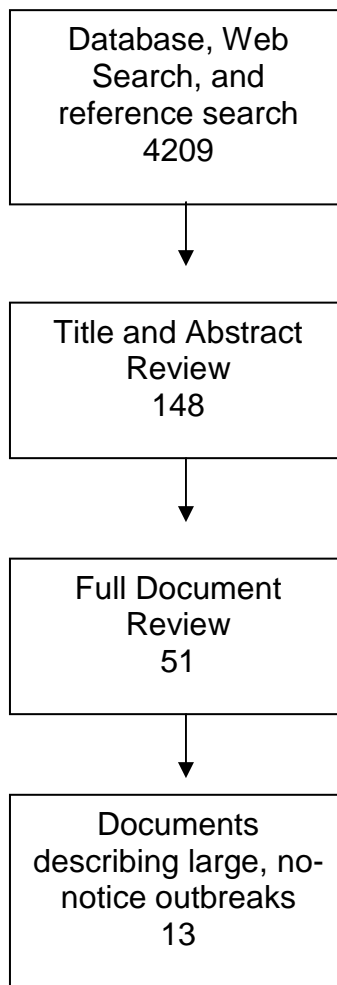 Database, Web
Search, and
reference search
4209
Title and Abstract
Review
148
Full Document
Review
51
Documents
describing large, no-
notice outbreaks
13